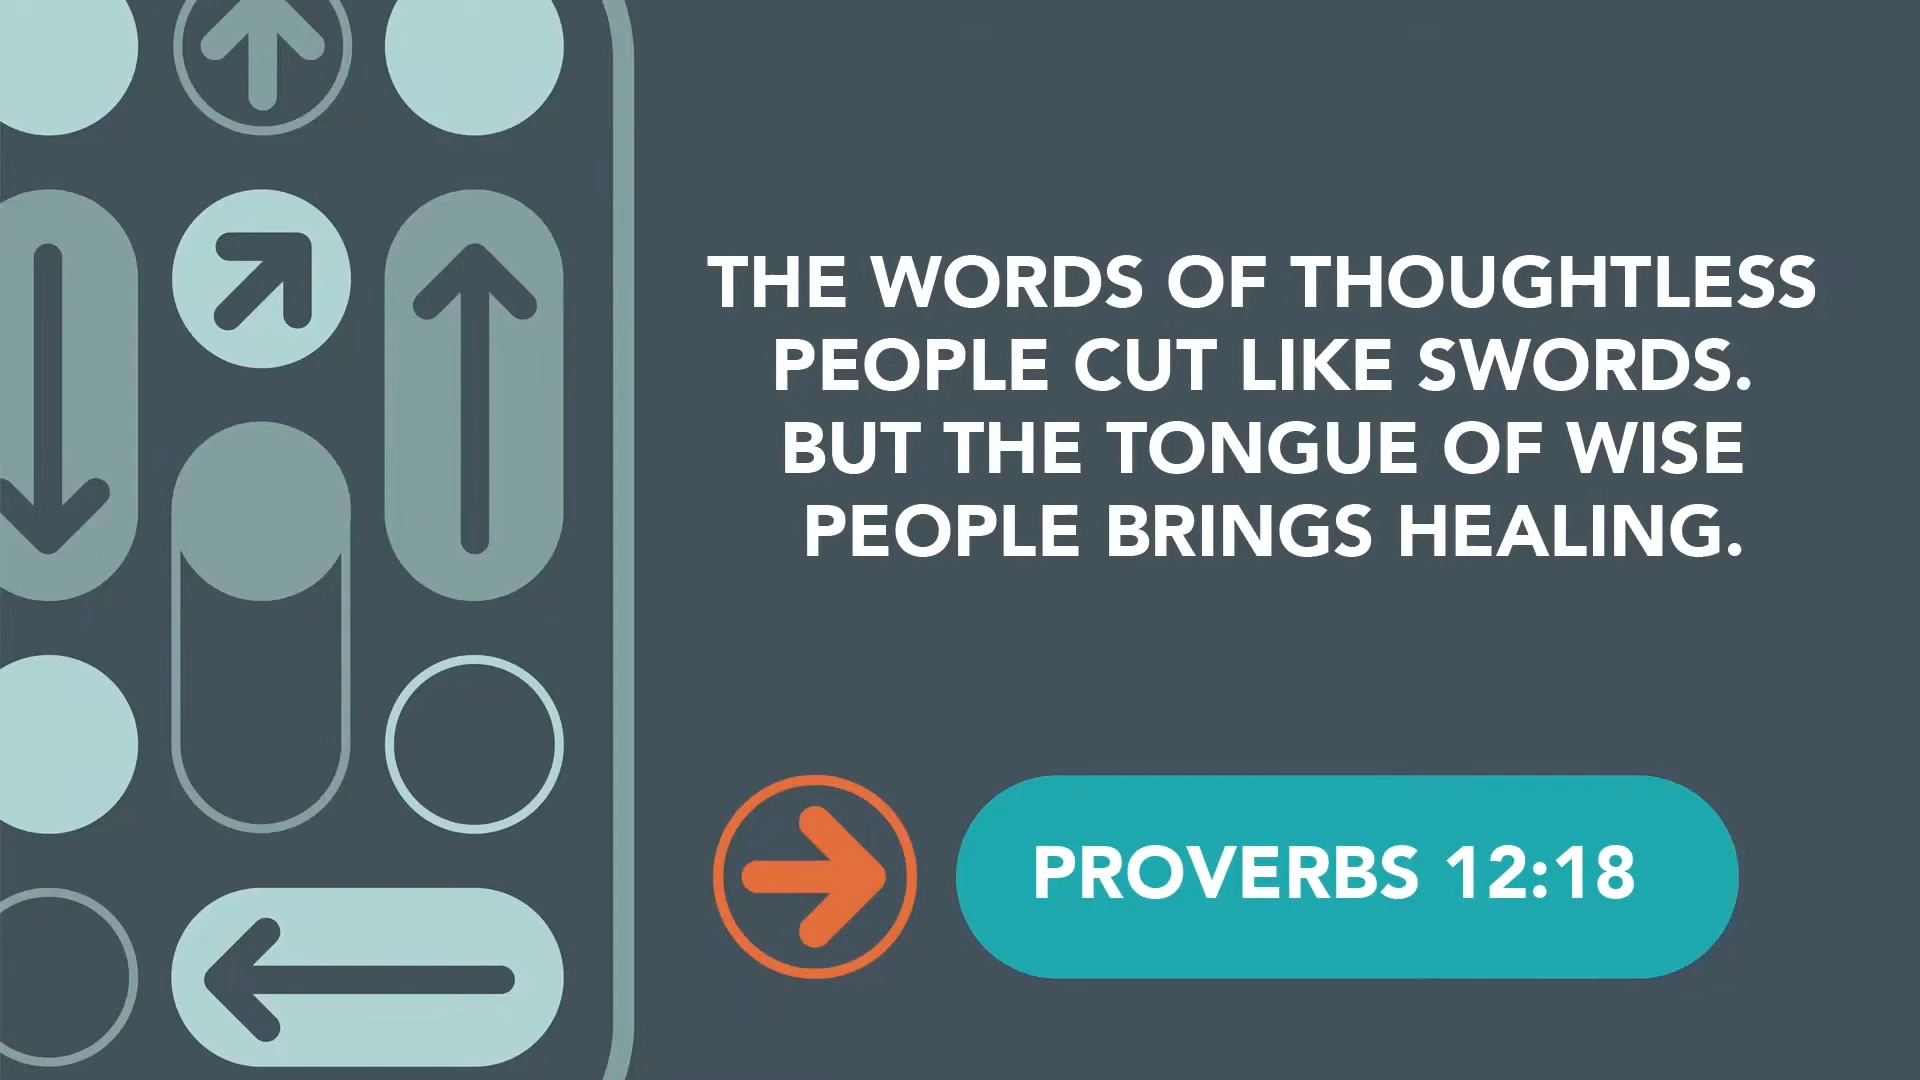 THE WORDS OF THOUGHTLESS
PEOPLE CUT LIKE SWORDS.
BUT THE TONGUE OF WISE
PEOPLE BRINGS HEALING.
PROVERBS 12:18